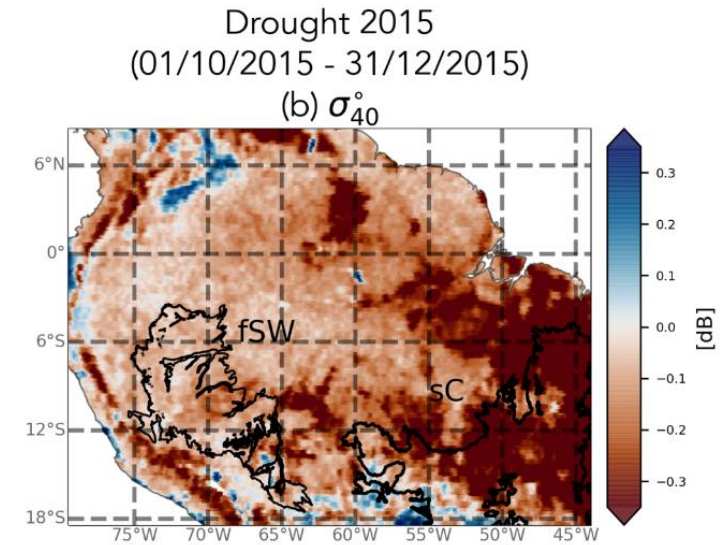 Drought 2015
(01/10/2015 - 31/12/2015)
(b) σ°40
6°N
0°
6°S
12°S
18°S
fSW
sC
75°W 70°W 65°W 60°W 55°W 50°W 45°W
0.3
0.2
0.1
0.0
−0.1
−0.2
−0.3
[dB]